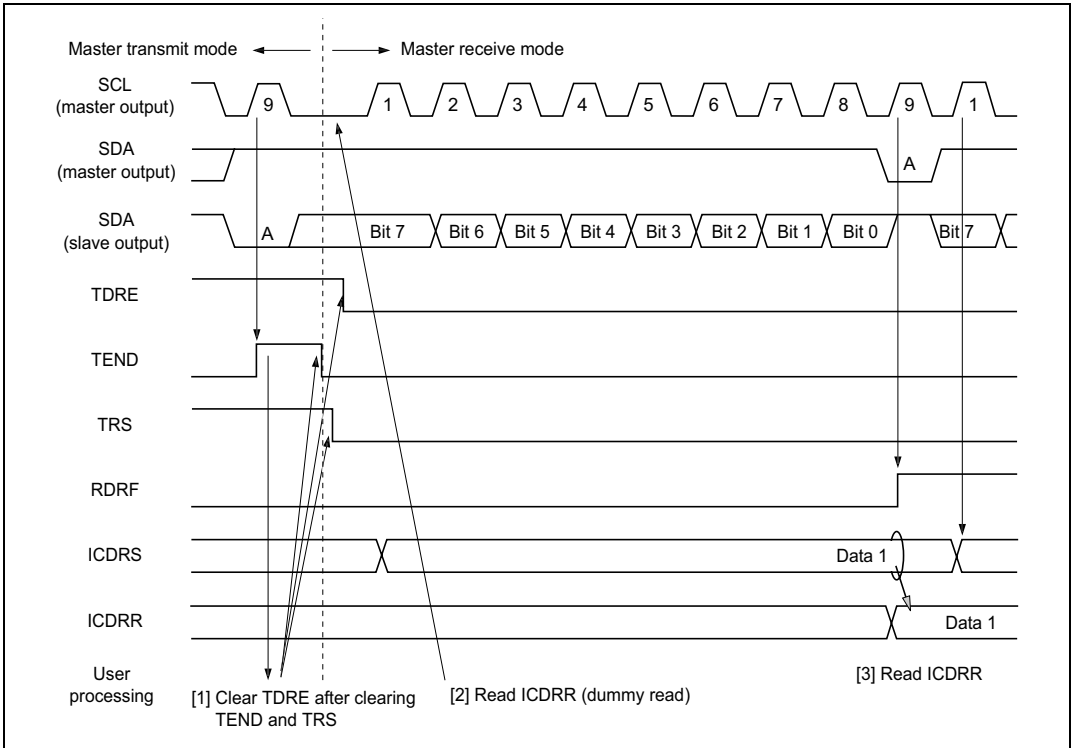 Master transmit mode
Master receive mode
SCL
(master output)
9
1
2
3
4
5
6
7
8
9
1
SDA
(master output)
A
SDA
(slave output)
A
Bit 7
Bit 6
Bit 5
Bit 4
Bit 3
Bit 2
Bit 1
Bit 0
Bit 7
TDRE
TEND
TRS
RDRF
ICDRS
Data 1
ICDRR
Data 1
User
processing
[1] Clear TDRE after clearing
TEND and TRS
[2] Read ICDRR (dummy read)
[3] Read ICDRR